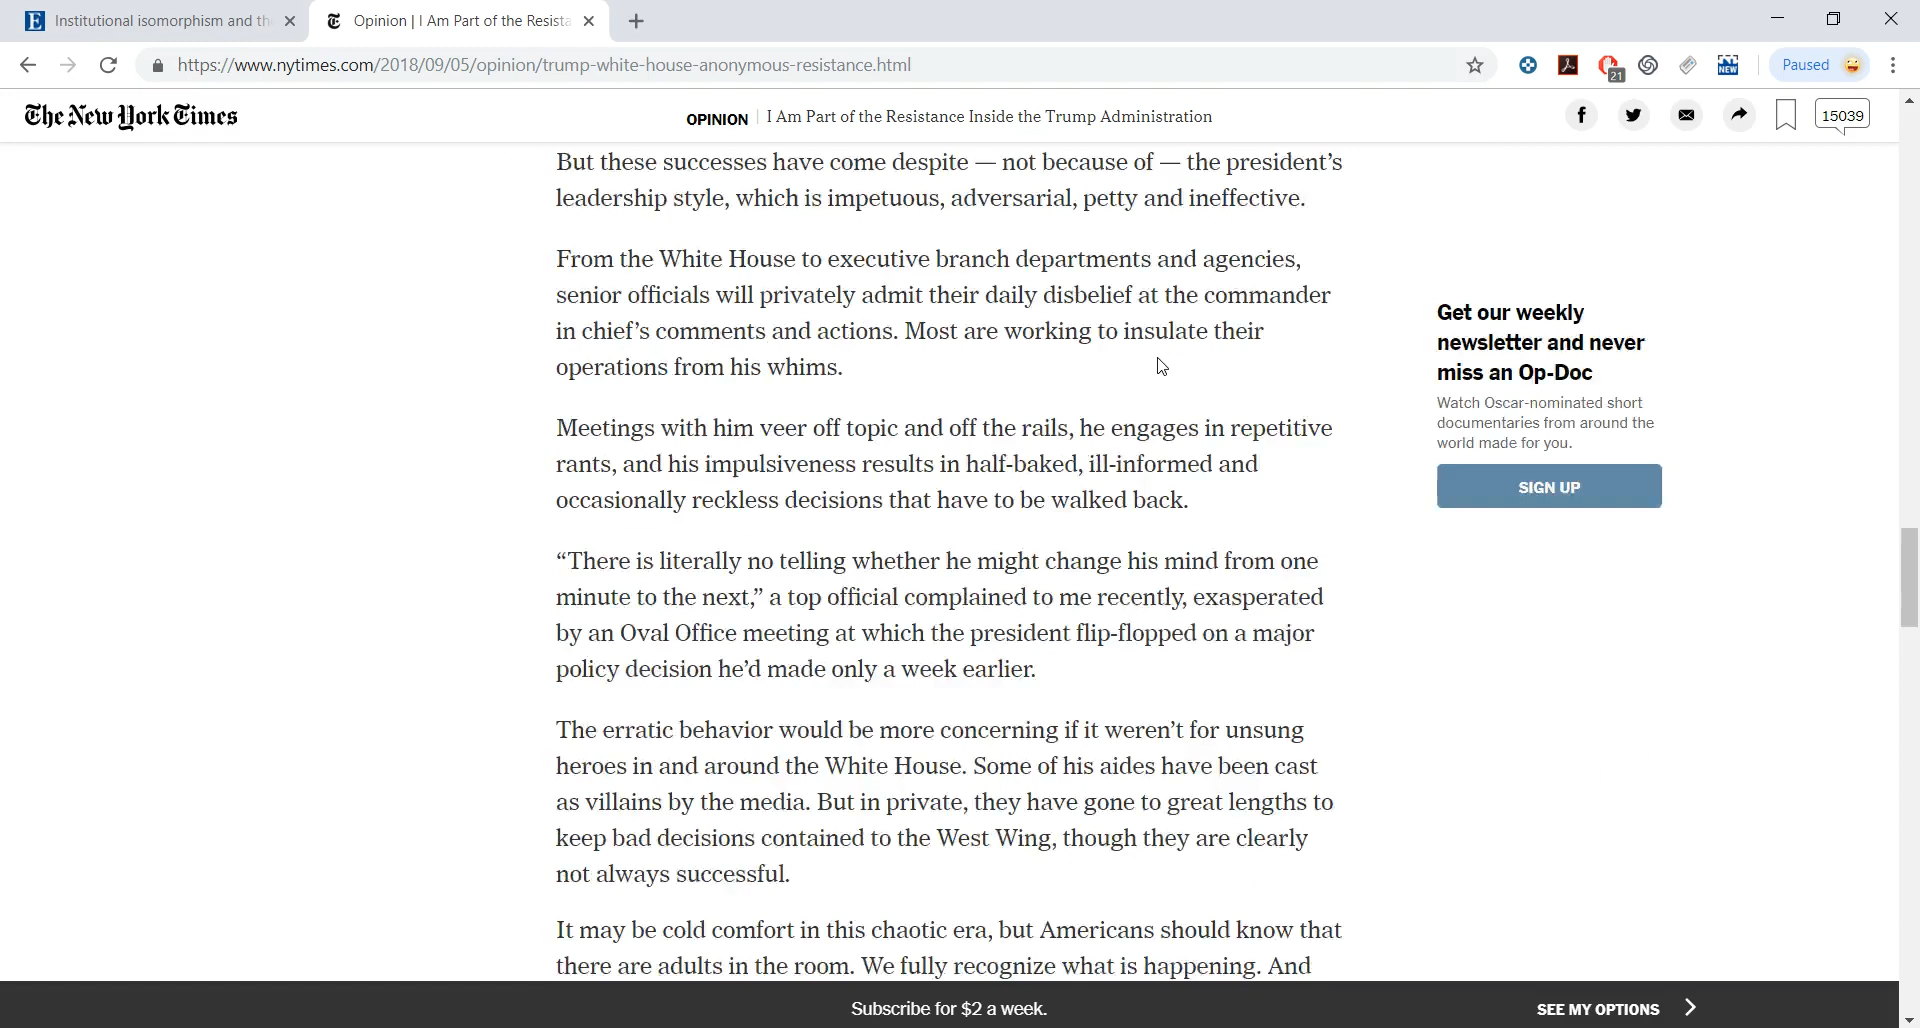 Institutional isomorphism and th
Opinion | I Am Part of the Resista
https://www.nytimes.com/2018/09/05/opinion/trump-white-house-anonymous-resistance.html
21
NEW
Paused
The New York Times
OPINION
I Am Part of the Resistance Inside the Trump Administration
15039
But these successes have come despite — not because of — the president’s
leadership style, which is impetuous, adversarial, petty and ineffective.
From the White House to executive branch departments and agencies,
senior officials will privately admit their daily disbelief at the commander
in chief’s comments and actions. Most are working to insulate their
operations from his whims.
Meetings with him veer off topic and off the rails, he engages in repetitive
rants, and his impulsiveness results in half-baked, ill-informed and
occasionally reckless decisions that have to be walked back.
“There is literally no telling whether he might change his mind from one
minute to the next,” a top official complained to me recently, exasperated
by an Oval Office meeting at which the president flip-flopped on a major
policy decision he’d made only a week earlier.
The erratic behavior would be more concerning if it weren’t for unsung
heroes in and around the White House. Some of his aides have been cast
as villains by the media. But in private, they have gone to great lengths to
keep bad decisions contained to the West Wing, though they are clearly
not always successful.
It may be cold comfort in this chaotic era, but Americans should know that
there are adults in the room. We fully recognize what is happening. And
Get our weekly
newsletter and never
miss an Op-Doc
Watch Oscar-nominated short
documentaries from around the
world made for you.
SIGN UP
Subscribe for $2 a week.
SEE MY OPTIONS